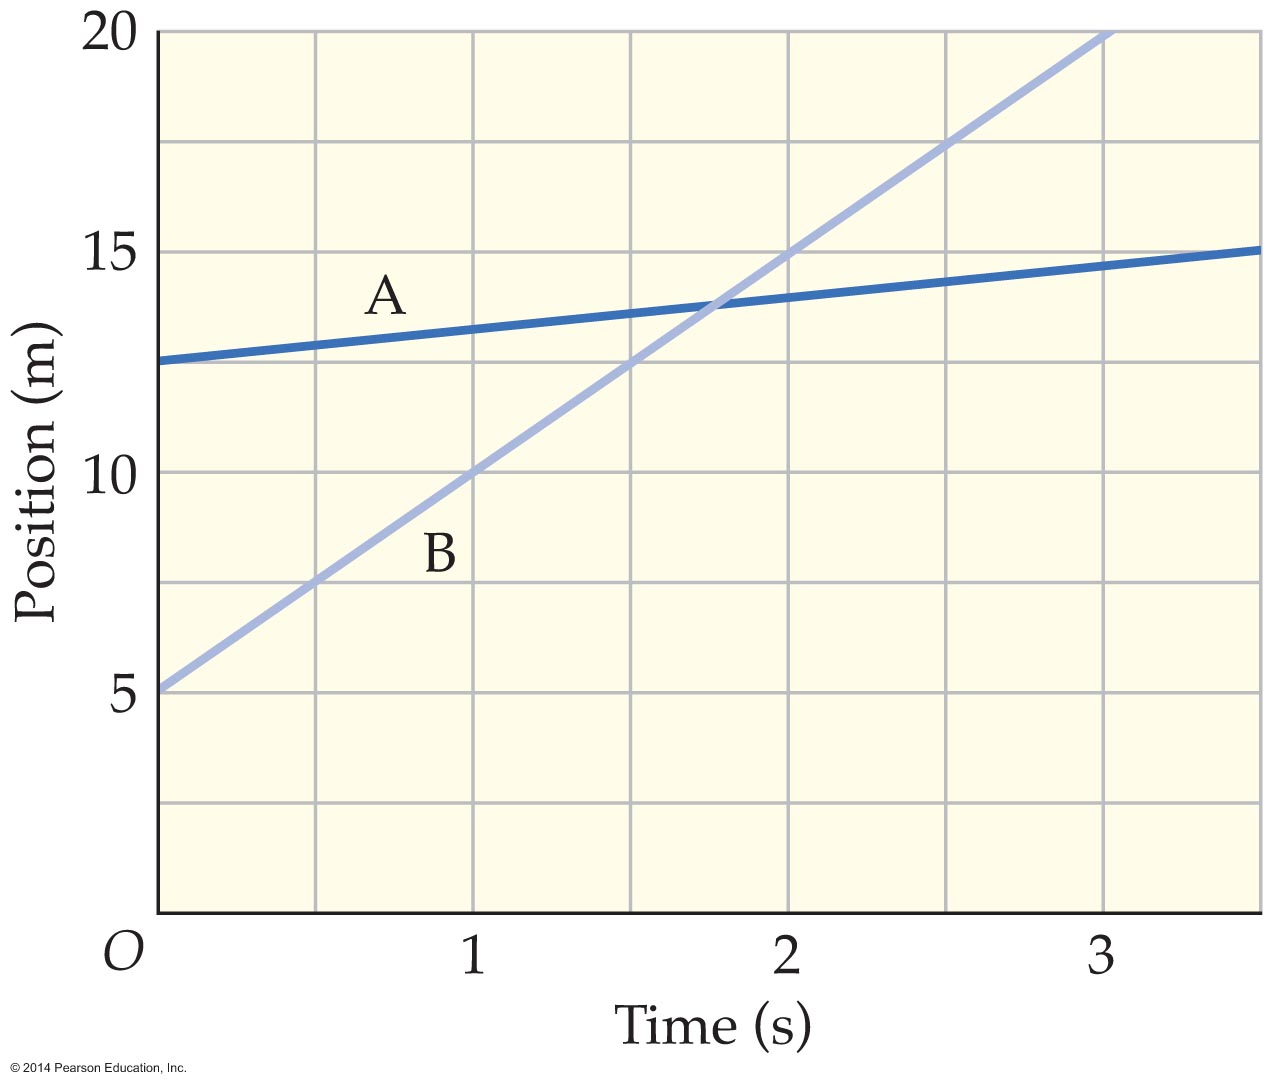 20
15
A
10
B
5
O
1 2 3
Position (m)
Time (s)
© 2014 Pearson Education, Inc.